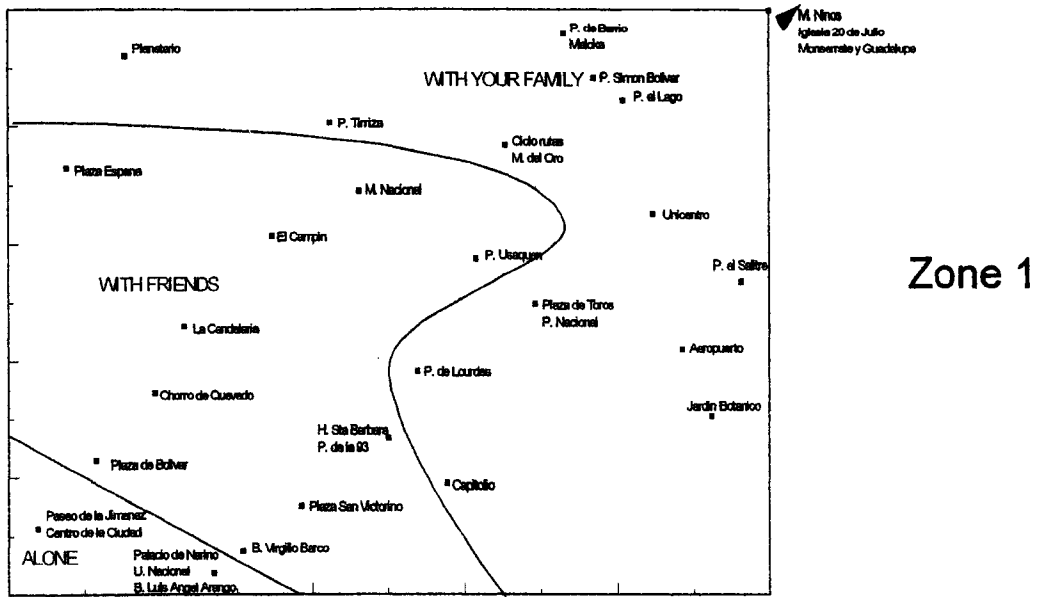 M. Ninos
Iglesia 20 de Julio
Monserrate y Guadalupe
P. de Barrio
Maloka
Planetario
WITH YOUR FAMILY
P. Simon Bolivar
P. el Lago
P. Timiza
Ciclo rutas
M. del Oro
Plaza Espana
M. Nacional
Unicentro
El Campin
P. Usaquen
P. el Salitre
Zone 1
WITH FRIENDS
Plaza de Toros
P. Nacional
La Candelaria
Aeropuerto
P. de Lourdes
Chorro de Quevedo
Jardin Botanico
H. Sta Barbara
P. de la 93
Plaza de Bolivar
Capitolio
Plaza San Victorino
Paseo de la Jimenez
Centro de la Ciudad
ALONE
B. Virgilio Barco
Palacio de Narino
U. Nacional
B. Luis Angel Arango